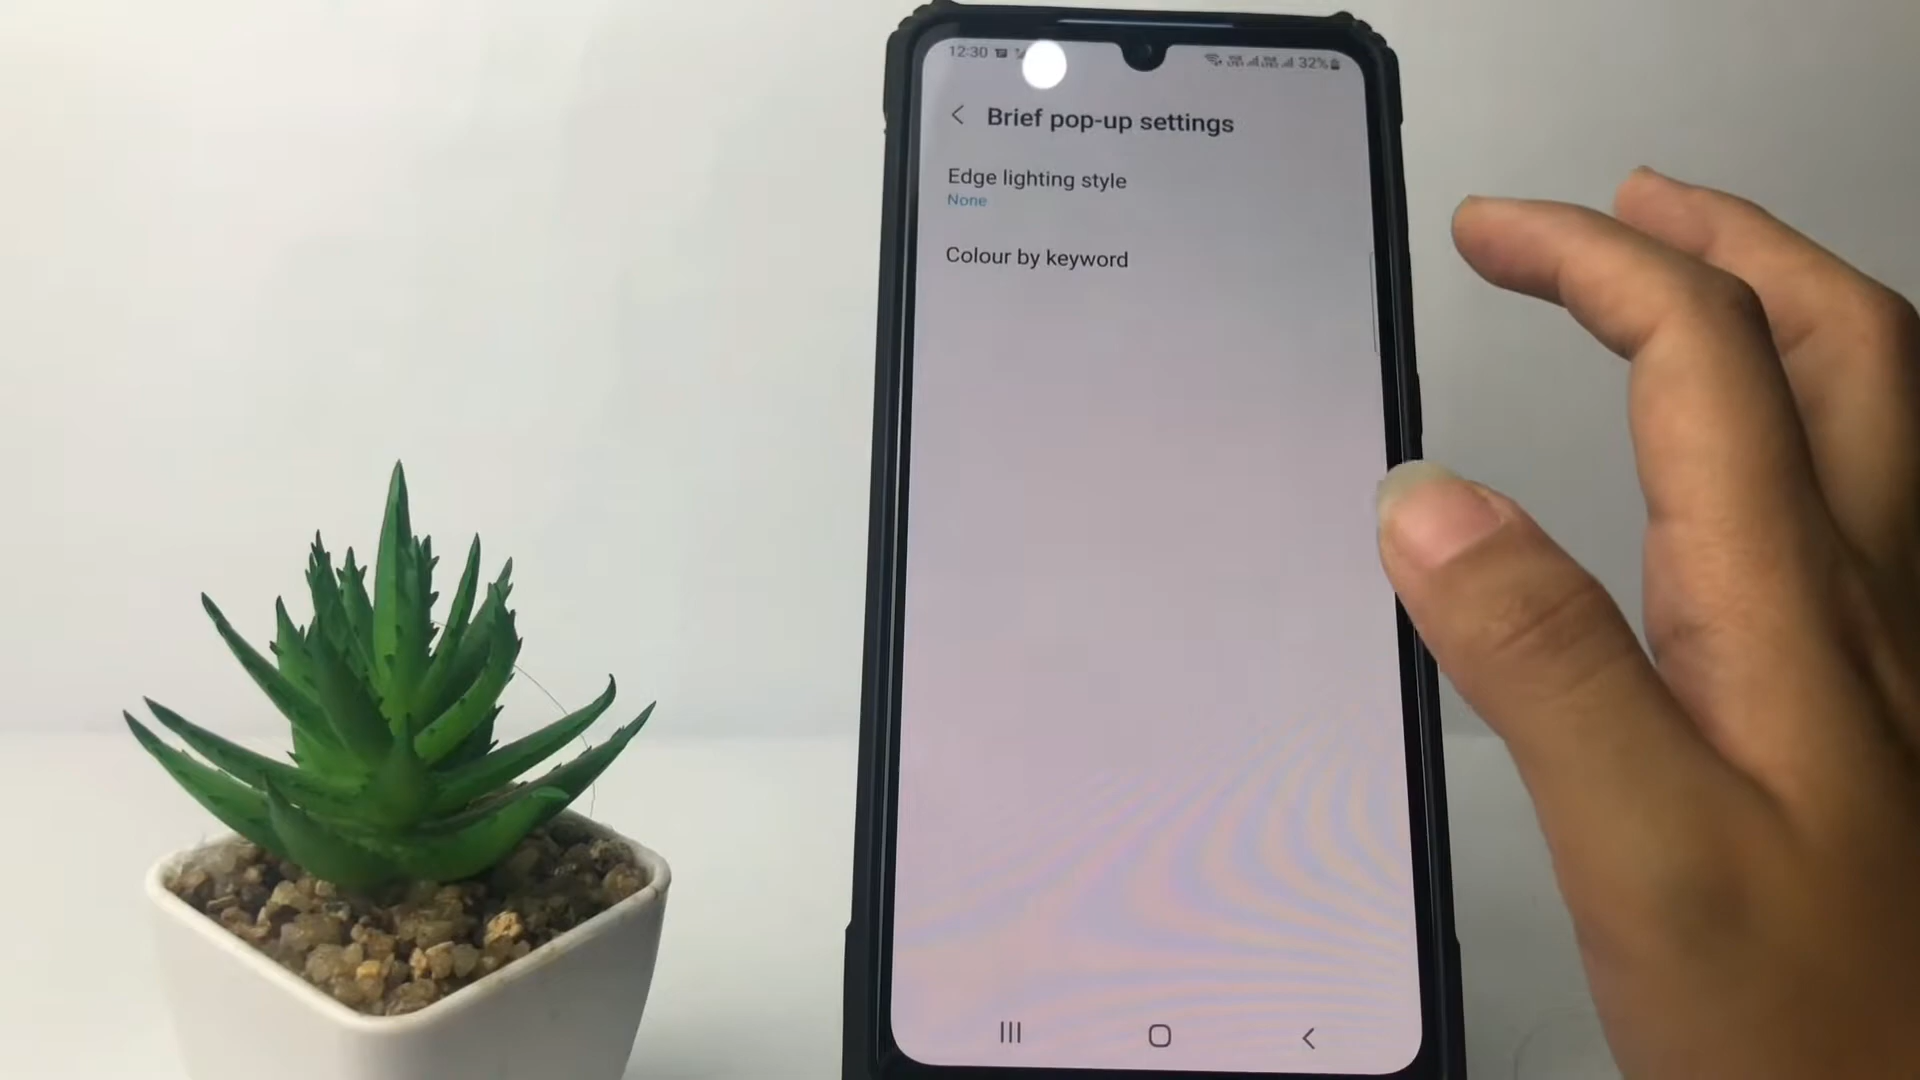 12:30
32%
Brief pop-up settings
Edge lighting style
None
Colour by keyword